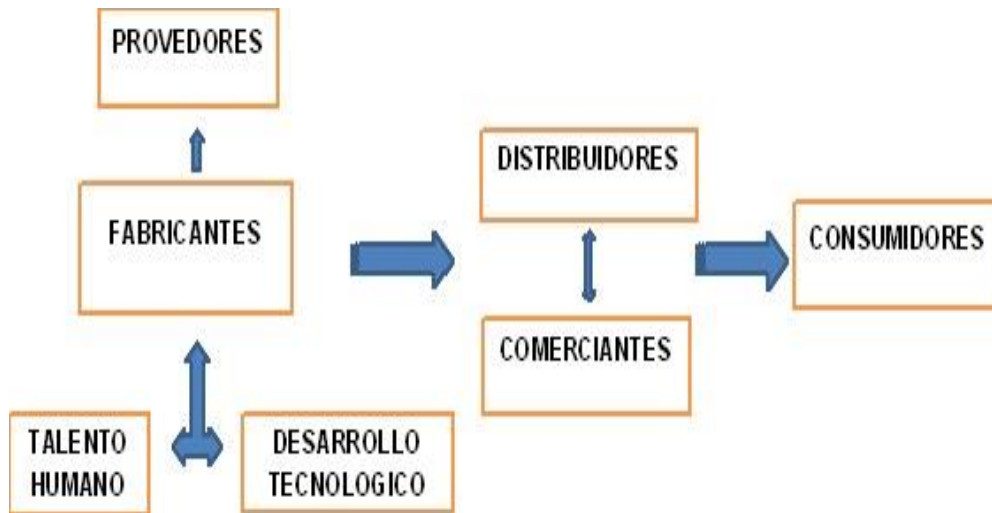 PROVEDORES
FABRICANTES
TALENTO
HUMANO
DESARROLLO
TECNOLOGICO
DISTRIBUIDORES
COMERCIANTES
CONSUMIDORES